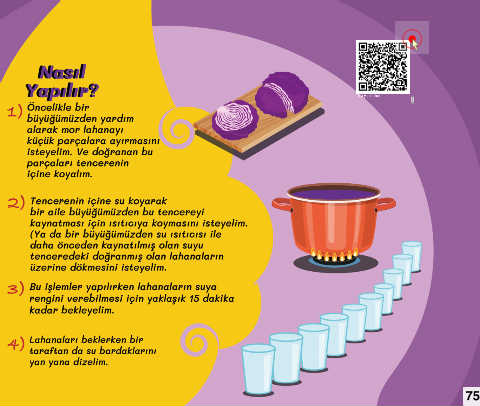 Nasıl
Yapılır?
1) Öncelikle bir
büyüğümüzden yardım
alarak mor lahanayı
küçük parçalara ayırmasını
isteyelim. Ve doğranan bu
parçaları tencerenin
içine koyalım.
2) Tencerenin içine su koyarak
bir aile büyüğümüzden bu tencereyi
kaynatması için ısıtıcıya koymasını isteyelim.
(Ya da bir büyüğümüzden su ısıtıcısı ile
daha önceden kaynatılmış olan suyu
tenceredeki doğranmış olan lahanaların
üzerine dökmesini isteyelim.
3) Bu işlemler yapılırken lahanaların suya
rengini verebilmesi için yaklaşık 15 dakika
kadar bekleyelim.
4) Lahanaları beklerken bir
taraftan da su bardaklarını
yan yana dizelim.
75